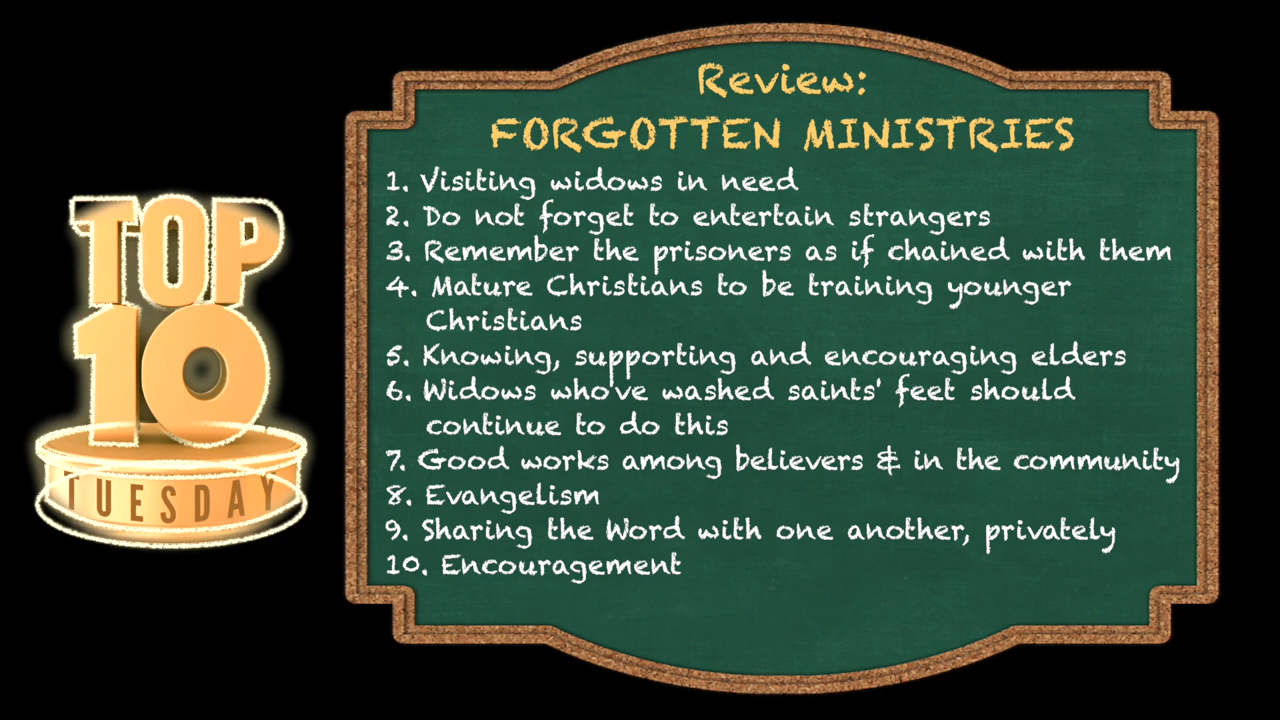 TOP
10
TUESDAY
Review:
FORGOTTEN MINISTRIES
1. Visiting widows in need
2. Do not forget to entertain strangers
3. Remember the prisoners as if chained with them
4. Mature Christians to be training younger
Christians
5. Knowing, supporting and encouraging elders
6. Widows who've washed saints' feet should
continue to do this
7. Good works among believers & in the community
8. Evangelism
9. Sharing the Word with one another, privately
10. Encouragement